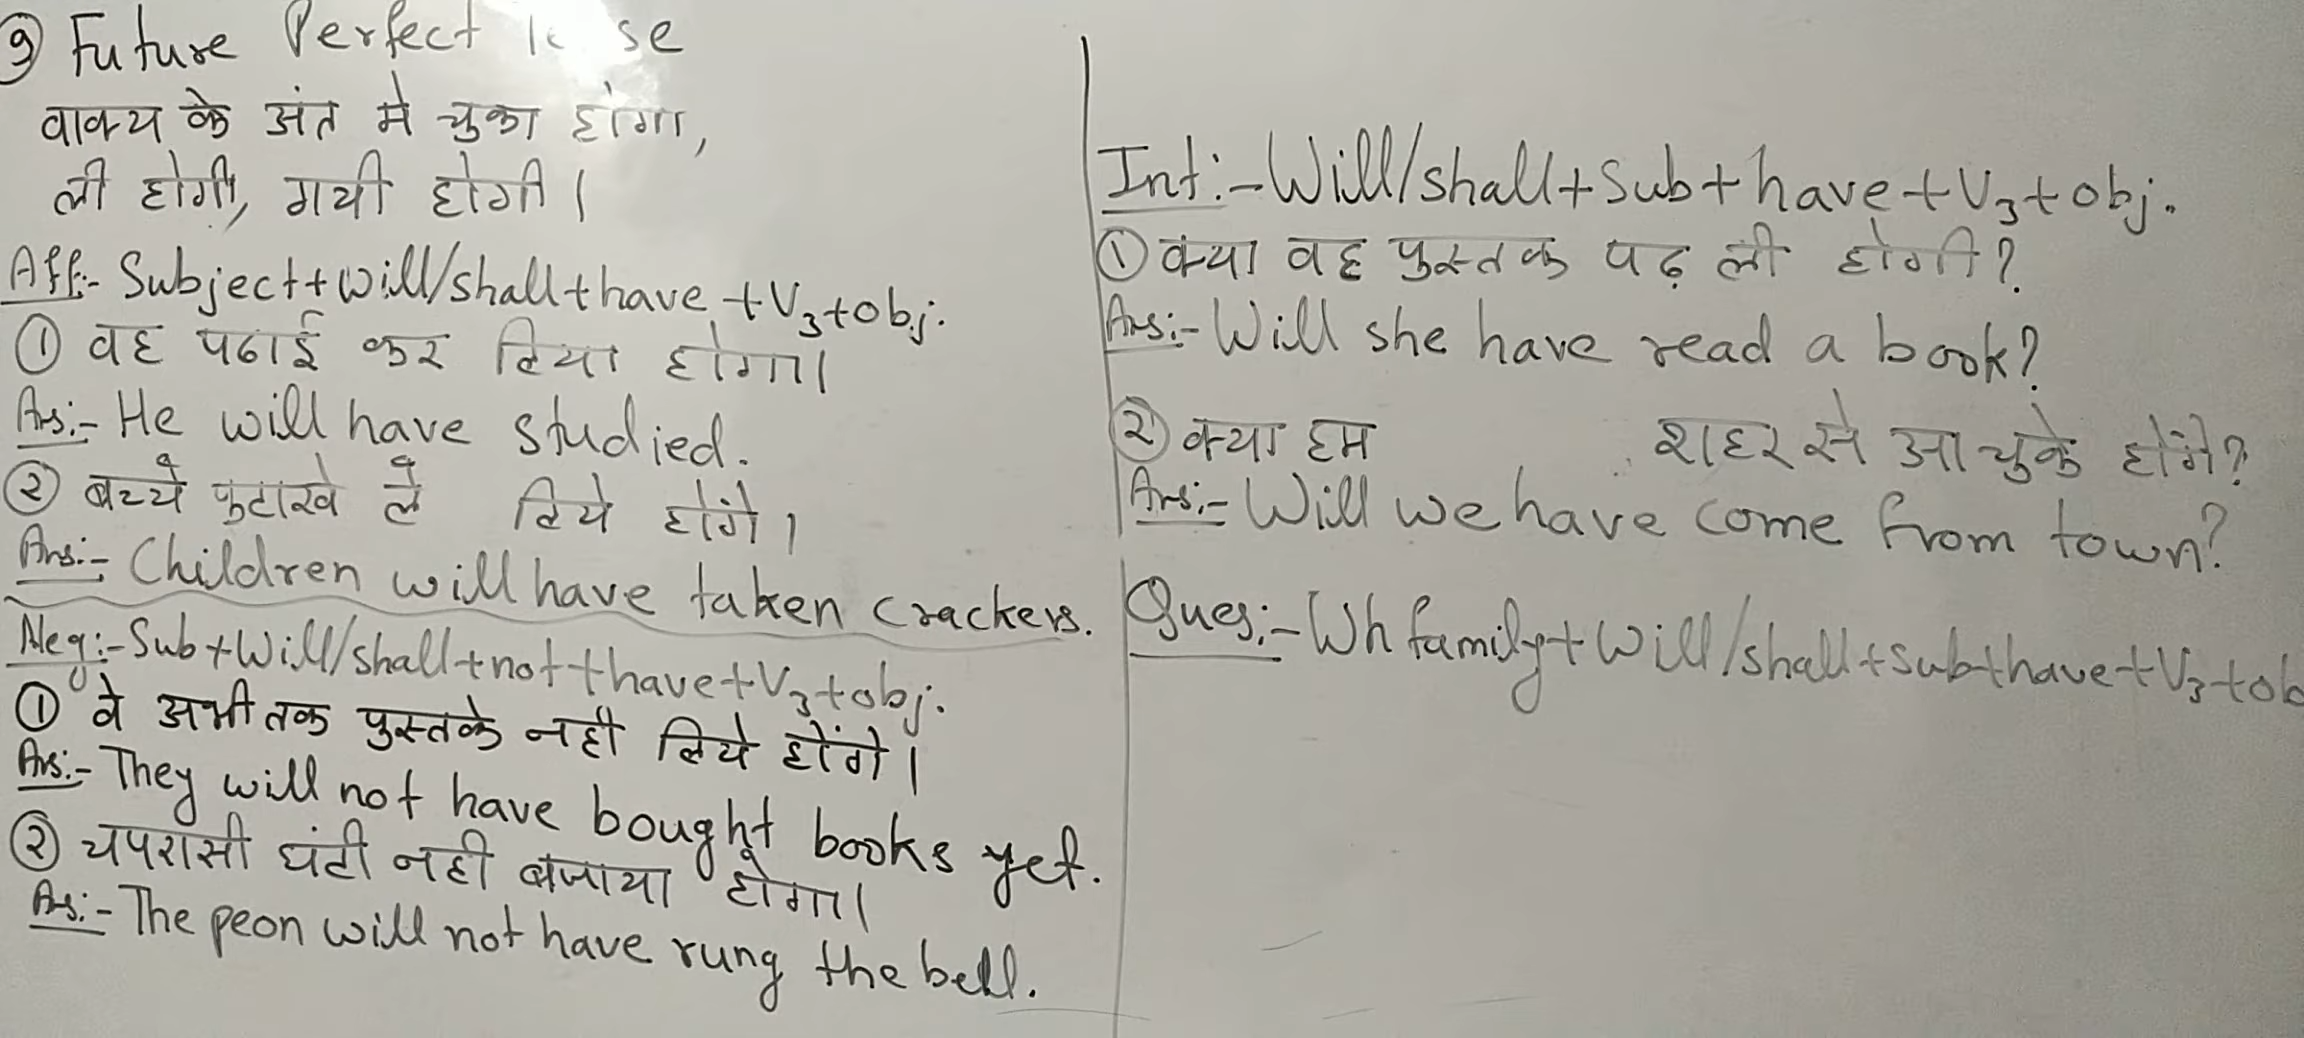 9 Future Perfect se
वाक्य के अंत मे चुका होगा,
ली होगी, गयी होगी।
Aff:- Subject+will/shall+have+V3+obj.
① वह पढाई कर लिया होगा।
Ans:- He will have studied.
② बच्चे फुटाखे ले लिये होंगे।
Ans:- Children will have taken crackers.
Neg:- Sub+Will/shall+not+have+V3+obj.
① वे अभी तक पुस्तके नही लिये होंगे।
Ans:- They will not have bought books yet.
② चपरासी घंटी नही बजाया होगा।
Ans:- The peon will not have rung the bell.
Int:- Will/shall+Sub+have+V3+obj.
① क्या वह पुस्तक पढ़ ली होगी?
Ans:- Will she have read a book?
② क्या हम शहर से आ चुके होंगे?
Ans:- Will we have come from town?
Ques:- Wh family+Will/shall+sub+have+V3+ob